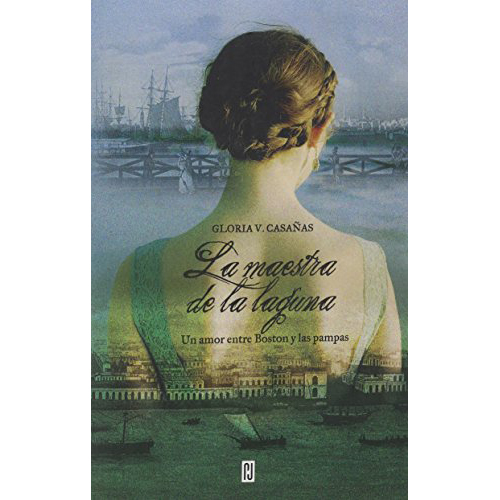 GLORIA V. CASAÑAS
La maestra
de la laguna
Un amor entre Boston y las pampas